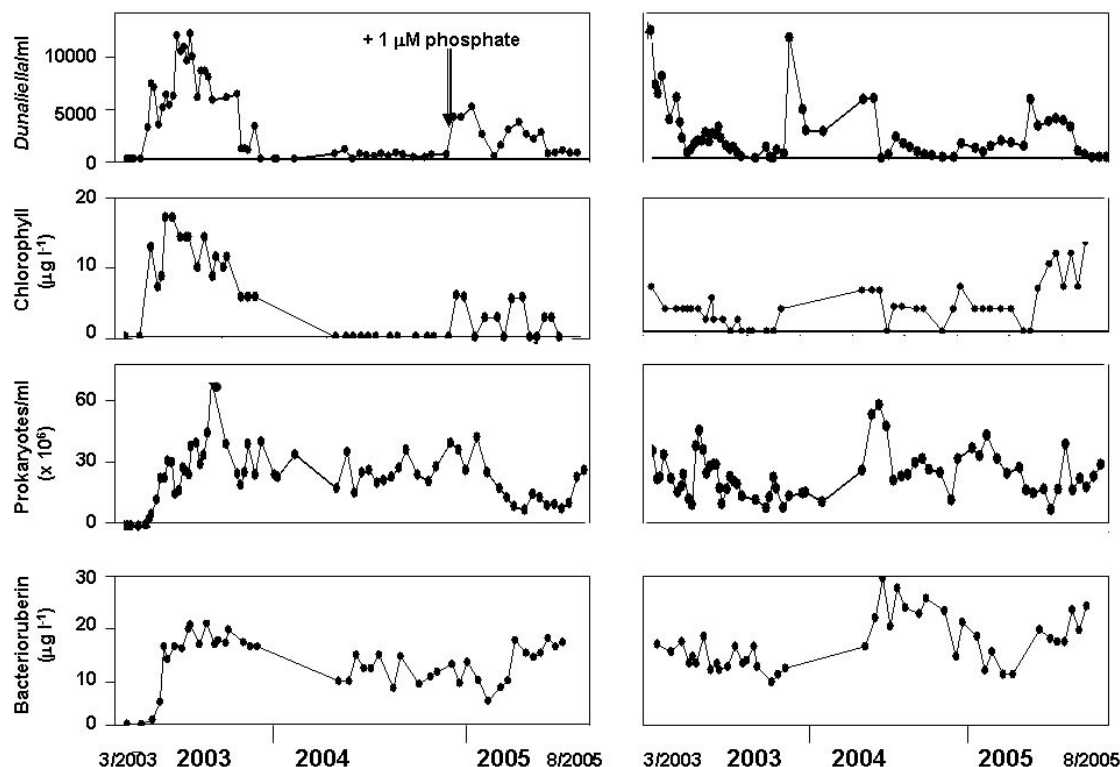 Dunaliella/ml
10000
5000
0
+ 1 μM phosphate
Chlorophyll
(μg l⁻¹)
20
10
0
Prokaryotes/ml
(x 10⁶)
60
30
0
Bacterioruberin
(μg l⁻¹)
30
20
10
0
3/2003 2003 2004 2005 8/2005
3/2003 2003 2004 2005 8/2005